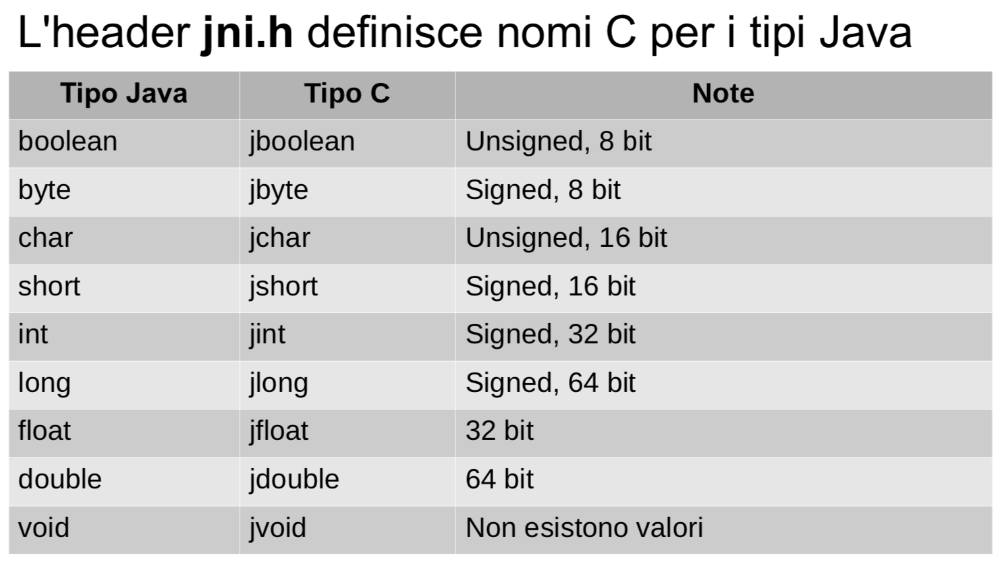 L'header jni.h definisce nomi C per i tipi Java
Tipo Java Tipo C Note
boolean jboolean Unsigned, 8 bit
byte jbyte Signed, 8 bit
char jchar Unsigned, 16 bit
short jshort Signed, 16 bit
int jint Signed, 32 bit
long jlong Signed, 64 bit
float jfloat 32 bit
double jdouble 64 bit
void jvoid Non esistono valori